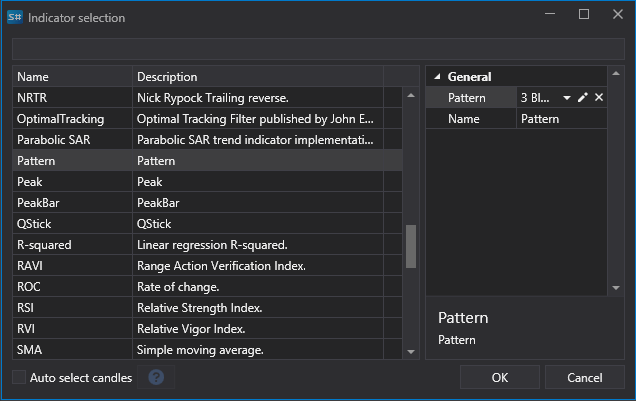 S# Indicator selection
Name Description
NRTR Nick Rypock Trailing reverse.
OptimalTracking Optimal Tracking Filter published by John E...
Parabolic SAR Parabolic SAR trend indicator implementati...
Pattern Pattern
Peak Peak
PeakBar PeakBar
QStick QStick
R-squared Linear regression R-squared.
RAVI Range Action Verification Index.
ROC Rate of change.
RSI Relative Strength Index.
RVI Relative Vigor Index.
SMA Simple moving average.
General
Pattern 3 Bl...
Name Pattern
Pattern
Pattern
Auto select candles ?
OK Cancel